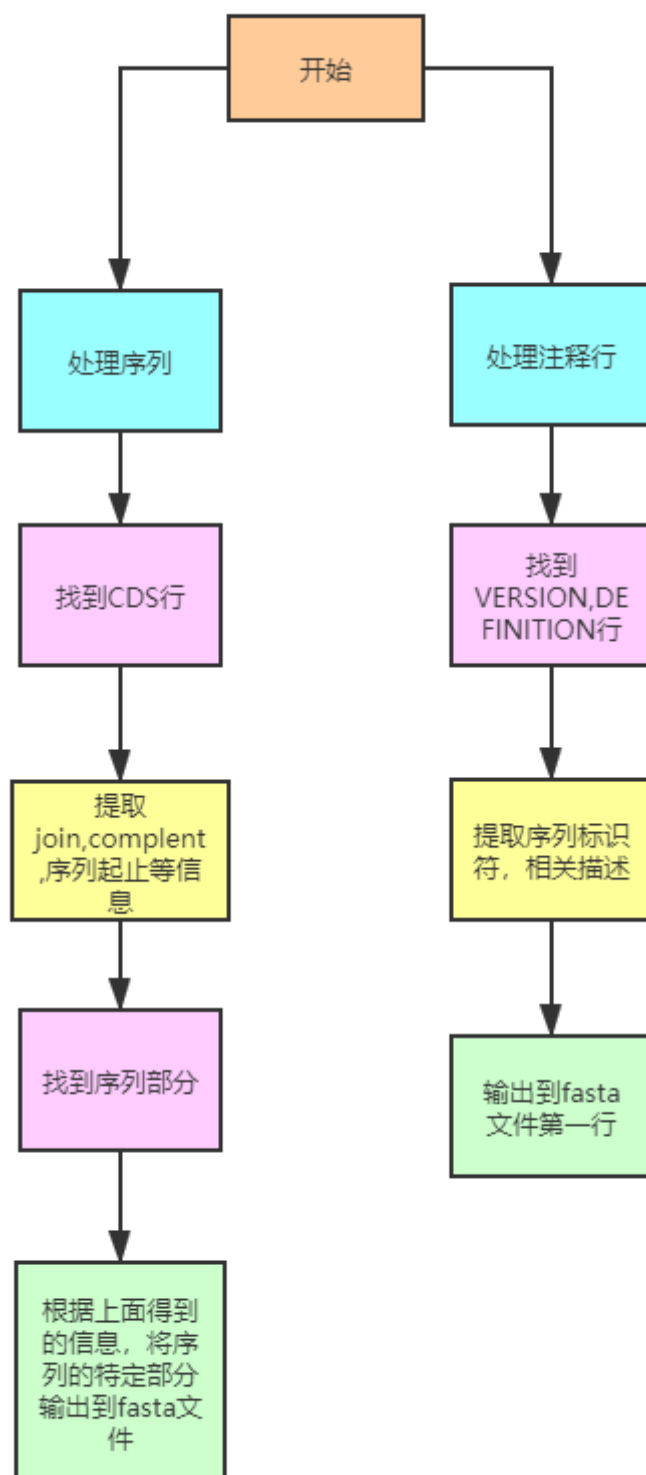 开始
处理序列
处理注释行
找到CDS行
找到
VERSION,DE
FINITION行
提取
join,complent
,序列起止等信
息
提取序列标识
符，相关描述
找到序列部分
输出到fasta
文件第一行
根据上面得到
的信息，将序
列的特定部分
输出到fasta文
件